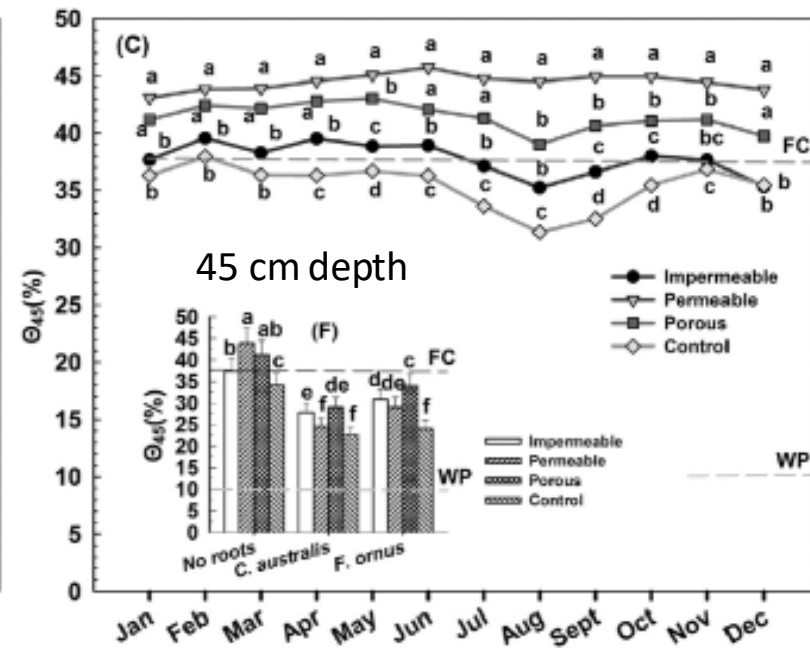 50
(C)
a a a a a a a a a a a a
45
b a a b b b a
a a a a
40
b b b b c b b b c c bc FC
35
b b b c d c c c d d c b b
30
45 cm depth
Θ45(%)
25
20
15
10
5
0
Impermeable
Permeable
Porous
Control
(F)
Θ45(%)
50
45
40
35
30
25
20
15
10
5
0
b a ab c
e f de f
d de c f
FC
WP
No roots C. australis F. ornus
Impermeable
Permeable
Porous
Control
WP
Jan Feb Mar Apr May Jun Jul Aug Sept Oct Nov Dec